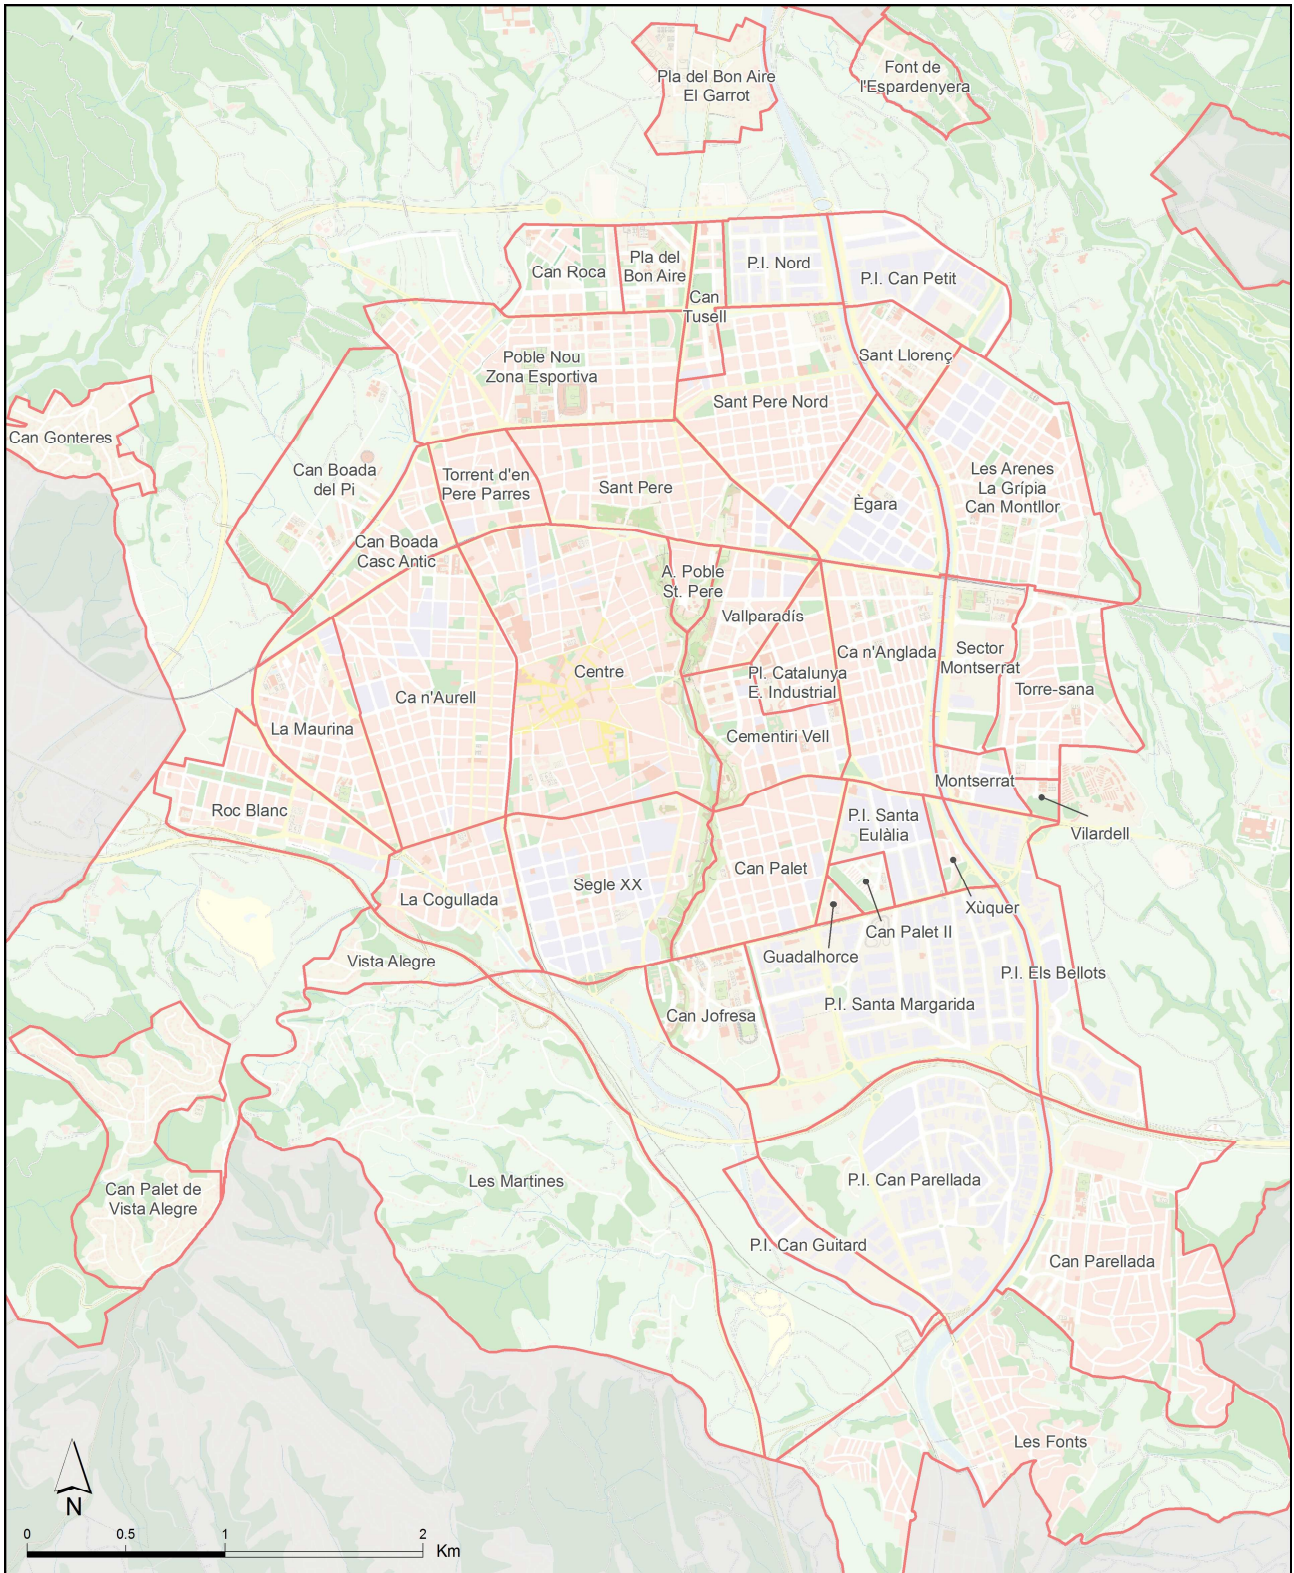 Pla del Bon Aire
El Garrot
Font de
l'Espardenyera
Can Roca
Pla del
Bon Aire
P.I. Nord
P.I. Can Petit
Can
Tusell
Sant Llorenç
Poble Nou
Zona Esportiva
Sant Pere Nord
Can Gonteres
Can Boada
del Pi
Torrent d'en
Pere Parres
Sant Pere
Ègara
Les Arenes
La Grípia
Can Montllor
Can Boada
Casc Antic
A. Poble
St. Pere
Vallparadís
Ca n'Anglada
Sector
Montserrat
Torre-sana
Centre
Pl. Catalunya
E. Industrial
Ca n'Aurell
La Maurina
Cementiri Vell
Montserrat
Vilardell
Roc Blanc
P.I. Santa
Eulàlia
Can Palet
Segle XX
La Cogullada
Xùquer
Can Palet II
Guadalhorce
Vista Alegre
P.I. Els Bellots
P.I. Santa Margarida
Can Jofresa
Can Palet de
Vista Alegre
Les Martines
P.I. Can Parellada
P.I. Can Guitard
Can Parellada
Les Fonts
N
0 0.5 1 2
Km